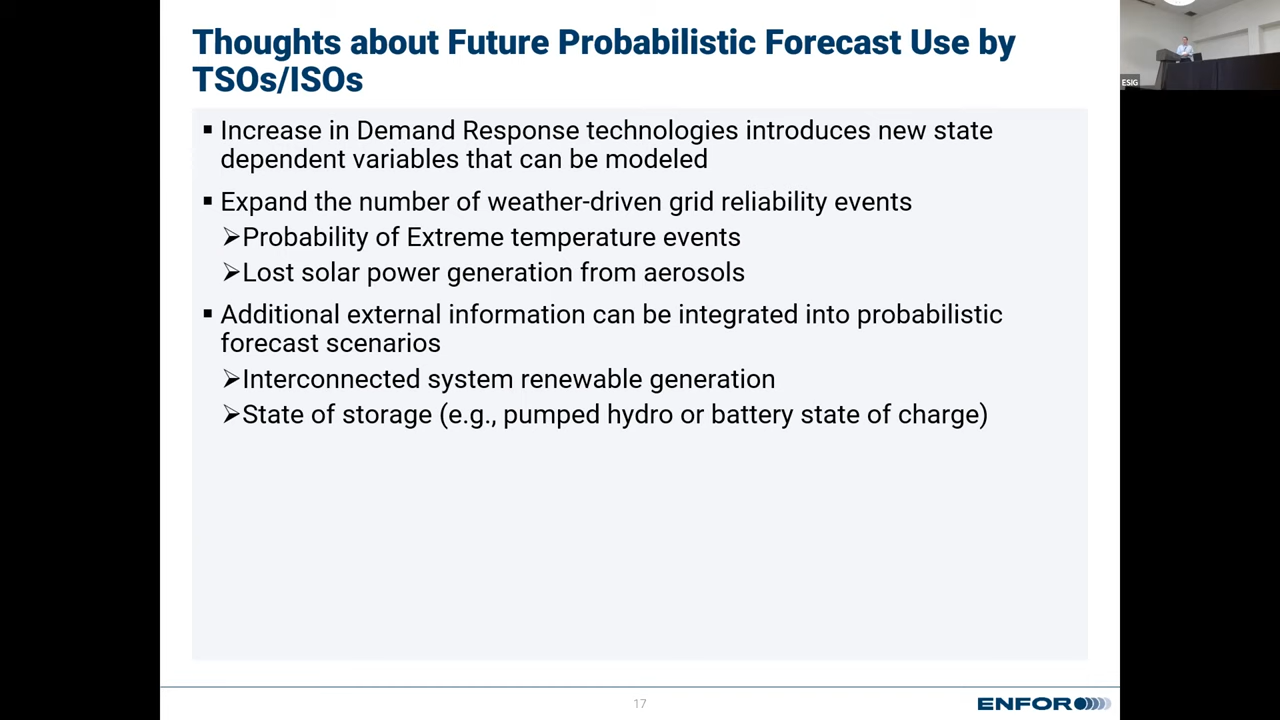 Thoughts about Future Probabilistic Forecast Use by
TSOs/ISOs
▪ Increase in Demand Response technologies introduces new state
dependent variables that can be modeled
▪ Expand the number of weather-driven grid reliability events
➢Probability of Extreme temperature events
➢Lost solar power generation from aerosols
▪ Additional external information can be integrated into probabilistic
forecast scenarios
➢Interconnected system renewable generation
➢State of storage (e.g., pumped hydro or battery state of charge)
17
ENFOR
ESIG